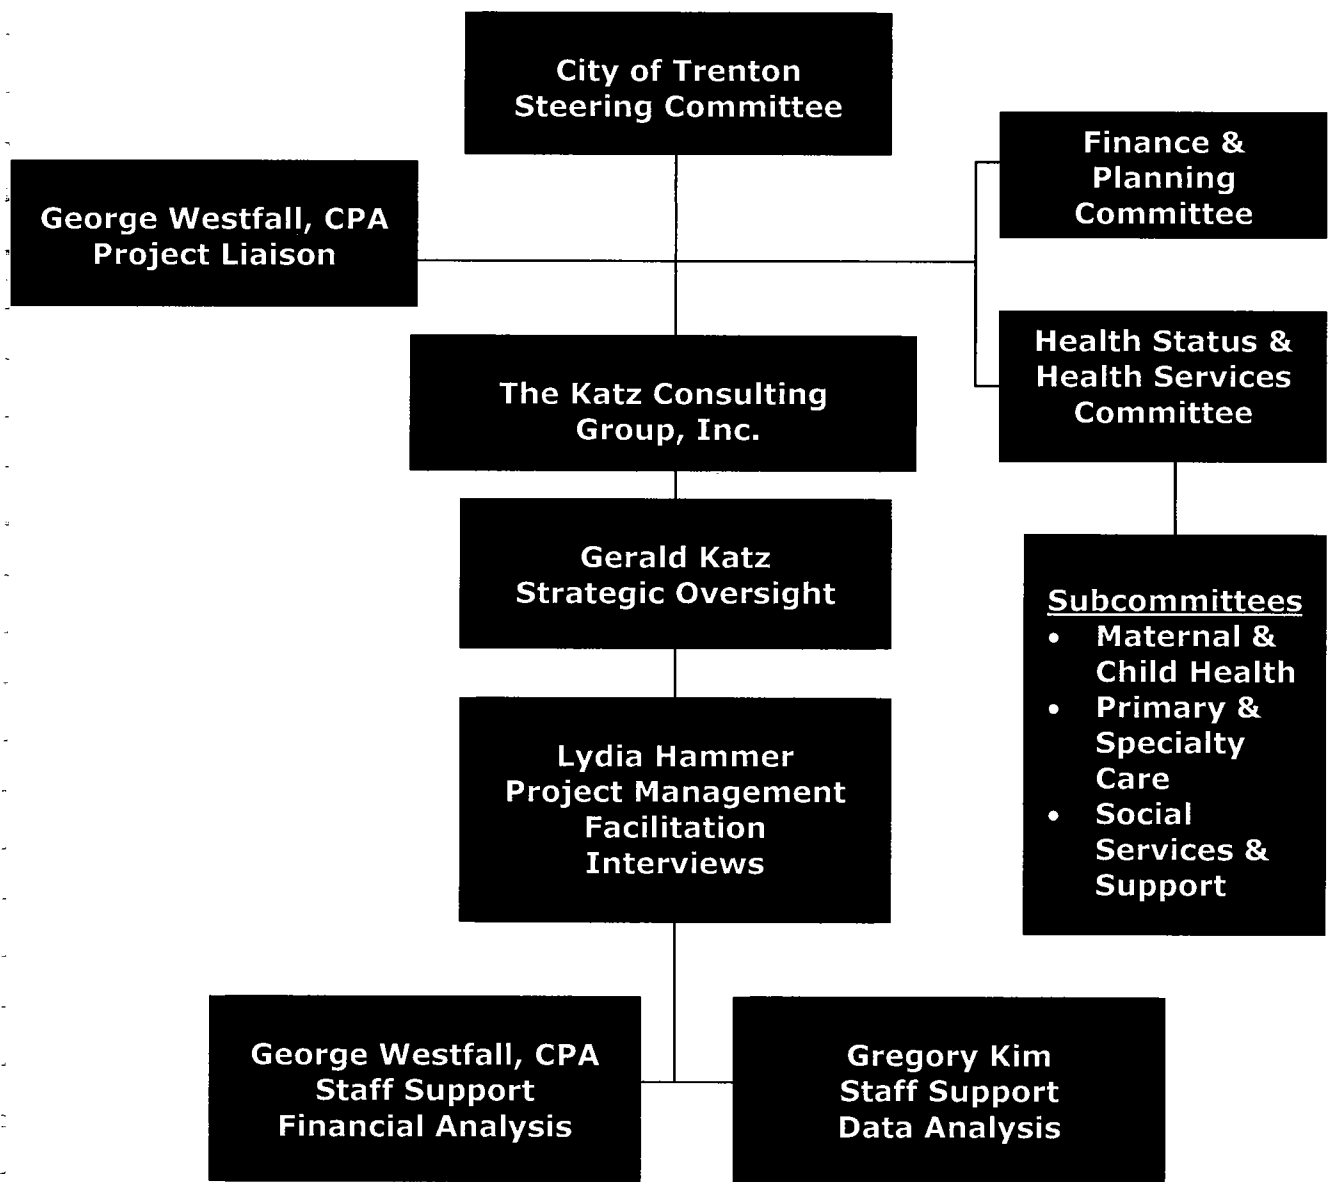 City of Trenton
Steering Committee
Finance &
Planning
Committee
George Westfall, CPA
Project Liaison
Health Status &
Health Services
Committee
The Katz Consulting
Group, Inc.
Gerald Katz
Strategic Oversight
Subcommittees
• Maternal &
Child Health
• Primary &
Specialty
Care
• Social
Services &
Support
Lydia Hammer
Project Management
Facilitation
Interviews
George Westfall, CPA
Staff Support
Financial Analysis
Gregory Kim
Staff Support
Data Analysis